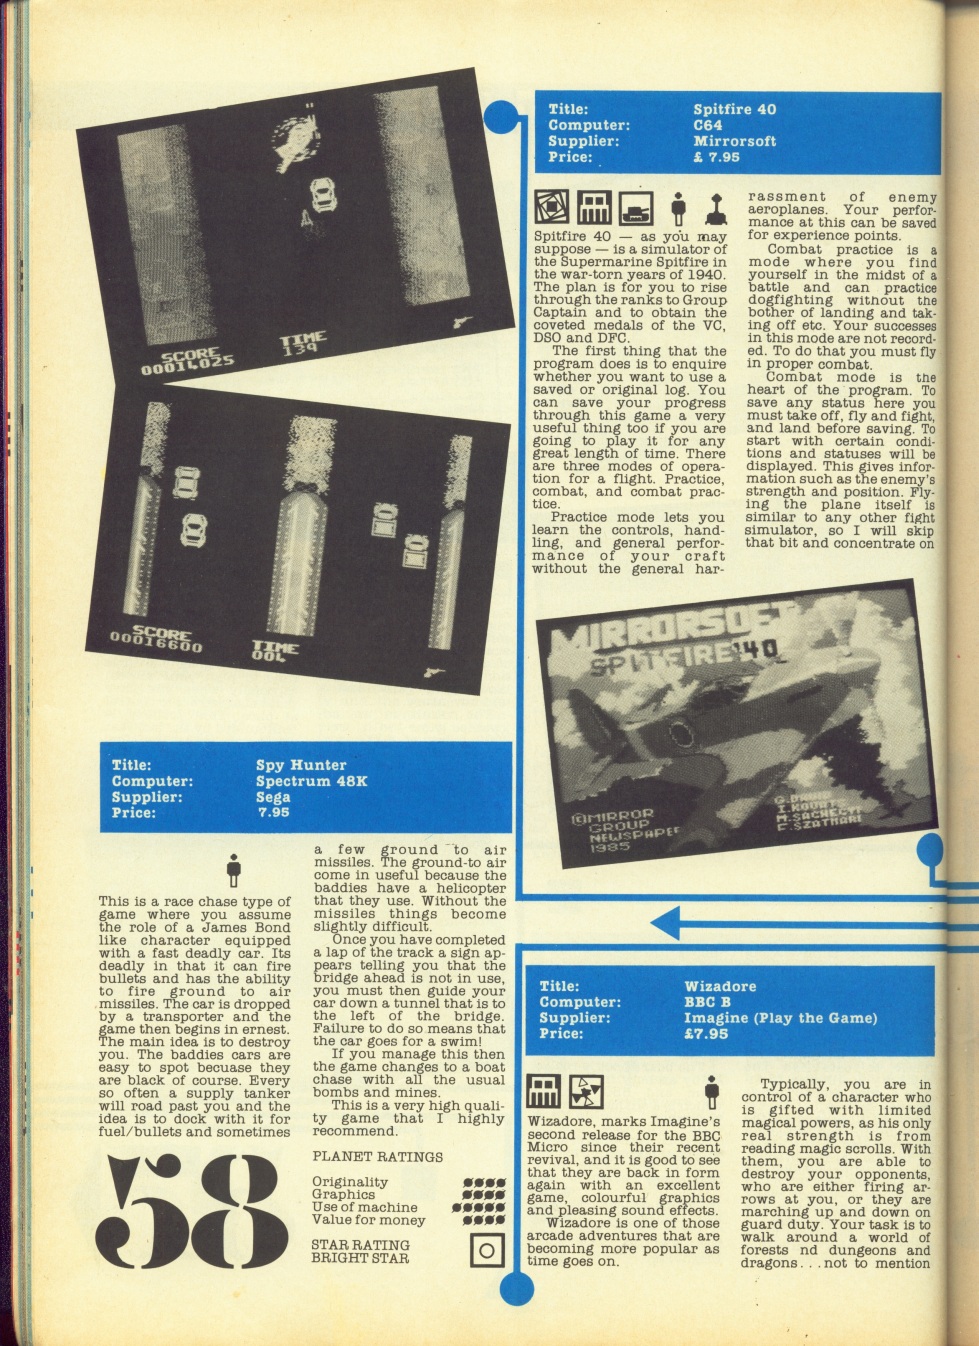 SCORE
00014025
TIME
139
SCORE
00016600
TIME
004
Title: Spy Hunter
Computer: Spectrum 48K
Supplier: Sega
Price: 7.95
This is a race chase type of
game where you assume
the role of a James Bond
like character equipped
with a fast deadly car. Its
deadly in that it can fire
bullets and has the ability
to fire ground to air
missiles. The car is dropped
by a transporter and the
game then begins in ernest.
The main idea is to destroy
you. The baddies cars are
easy to spot becuase they
are black of course. Every
so often a supply tanker
will road past you and the
idea is to dock with it for
fuel/bullets and sometimes
a few ground to air
missiles. The ground-to air
come in useful because the
baddies have a helicopter
that they use. Without the
missiles things become
slightly difficult.
Once you have completed
a lap of the track a sign ap-
pears telling you that the
bridge ahead is not in use,
you must then guide your
car down a tunnel that is to
the left of the bridge.
Failure to do so means that
the car goes for a swim!
If you manage this then
the game changes to a boat
chase with all the usual
bombs and mines.
This is a very high quali-
ty game that I highly
recommend.
PLANET RATINGS
Originality
Graphics
Use of machine
Value for money
STAR RATING
BRIGHT STAR
58
Title: Spitfire 40
Computer: C64
Supplier: Mirrorsoft
Price: £ 7.95
Spitfire 40 — as you may
suppose — is a simulator of
the Supermarine Spitfire in
the war-torn years of 1940.
The plan is for you to rise
through the ranks to Group
Captain and to obtain the
coveted medals of the VC,
DSO and DFC.
The first thing that the
program does is to enquire
whether you want to use a
saved or original log. You
can save your progress
through this game a very
useful thing too if you are
going to play it for any
great length of time. There
are three modes of opera-
tion for a flight. Practice,
combat, and combat prac-
tice.
Practice mode lets you
learn the controls, hand-
ling, and general perfor-
mance of your craft
without the general har-
rassment of enemy
aeroplanes. Your perfor-
mance at this can be saved
for experience points.
Combat practice is a
mode where you find
yourself in the midst of a
battle and can practice
dogfighting without the
bother of landing and tak-
ing off etc. Your successes
in this mode are not record-
ed. To do that you must fly
in proper combat.
Combat mode is the
heart of the program. To
save any status here you
must take off, fly and fight,
and land before saving. To
start with certain condi-
tions and statuses will be
displayed. This gives infor-
mation such as the enemy's
strength and position. Fly-
ing the plane itself is
similar to any other fight
simulator, so I will skip
that bit and concentrate on
MIRRORSOFT
SPITFIRE '40
©MIRROR
GROUP
NEWSPAPER
1985
Title: Wizadore
Computer: BBC B
Supplier: Imagine (Play the Game)
Price: £7.95
Wizadore, marks Imagine's
second release for the BBC
Micro since their recent
revival, and it is good to see
that they are back in form
again with an excellent
game, colourful graphics
and pleasing sound effects.
Wizadore is one of those
arcade adventures that are
becoming more popular as
time goes on.
Typically, you are in
control of a character who
is gifted with limited
magical powers, as his only
real strength is from
reading magic scrolls. With
them, you are able to
destroy your opponents,
who are either firing ar-
rows at you, or they are
marching up and down on
guard duty. Your task is to
walk around a world of
forests nd dungeons and
dragons . . . not to mention